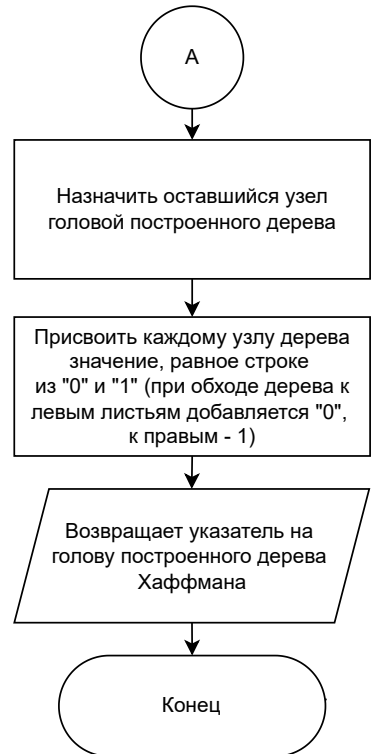 А
Назначить оставшийся узел
головой построенного дерева
Присвоить каждому узлу дерева
значение, равное строке
из "0" и "1" (при обходе дерева к
левым листьям добавляется "0",
к правым - 1)
Возвращает указатель на
голову построенного дерева
Хаффмана
Конец